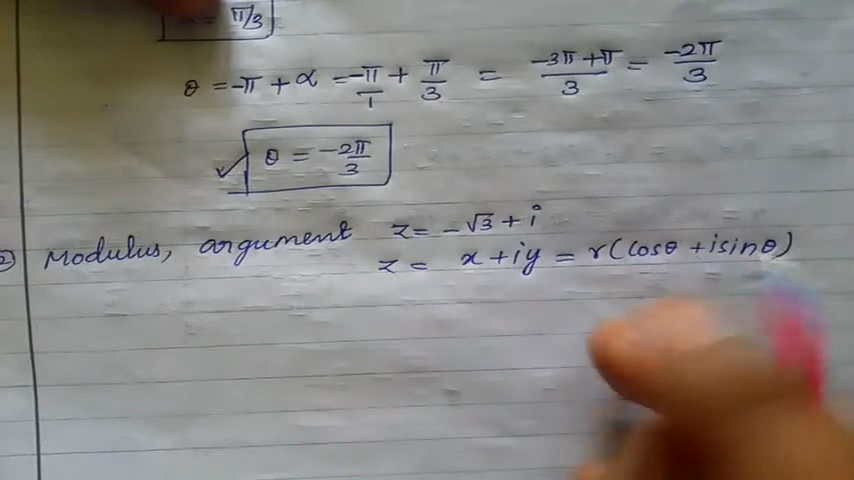 = π/3
θ = -π + α = -π/1 + π/3 = -3π + π/3 = -2π/3
θ = -2π/3
Modulus, argument z = -√3 + i
z = x + iy = r(cosθ + isinθ)